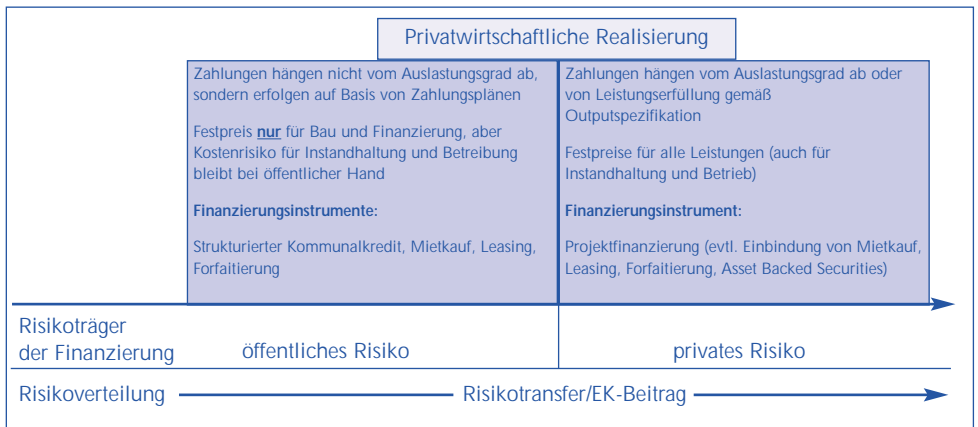 Privatwirtschaftliche Realisierung
Zahlungen hängen nicht vom Auslastungsgrad ab,
sondern erfolgen auf Basis von Zahlungsplänen
Festpreis nur für Bau und Finanzierung, aber
Kostenrisiko für Instandhaltung und Betreibung
bleibt bei öffentlicher Hand
Finanzierungsinstrumente:
Strukturierter Kommunalkredit, Mietkauf, Leasing,
Forfaitierung
Zahlungen hängen vom Auslastungsgrad ab oder
von Leistungserfüllung gemäß
Outputspezifikation
Festpreise für alle Leistungen (auch für
Instandhaltung und Betrieb)
Finanzierungsinstrument:
Projektfinanzierung (evtl. Einbindung von Mietkauf,
Leasing, Forfaitierung, Asset Backed Securities)
Risikoträger
der Finanzierung
öffentliches Risiko
privates Risiko
Risikoverteilung
Risikotransfer/EK-Beitrag